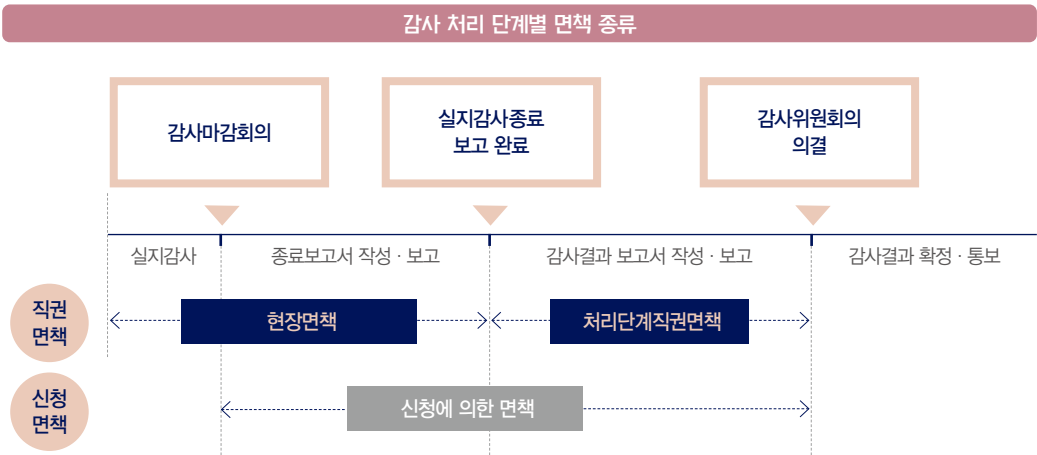 감사 처리 단계별 면책 종류
감사마감회의
실지감사종료
보고 완료
감사위원회의
의결
실지감사
종료보고서 작성 · 보고
감사결과 보고서 작성 · 보고
감사결과 확정 · 통보
직권
면책
현장면책
처리단계직권면책
신청
면책
신청에 의한 면책